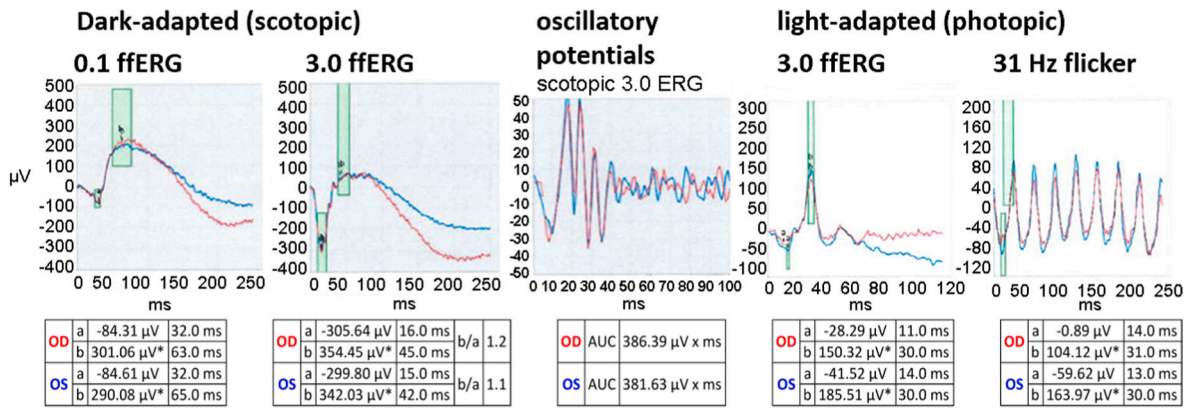 Dark-adapted (scotopic) oscillatory potentials light-adapted (photopic)
0.1 ffERG 3.0 ffERG scotopic 3.0 ERG 3.0 ffERG 31 Hz flicker
µV
500 400 300 200 100 0 -100 -200 -300 -400
0 50 100 150 200 250
ms
500 400 300 200 100 0 -100 -200 -300 -400
0 50 100 150 200 250
ms
50 40 30 20 10 0 -10 -20 -30 -40 -50
0 10 20 30 40 50 60 70 80 90 100
ms
300 250 200 150 100 50 0 -50 -100
0 20 40 60 80 100 120
ms
200 160 120 80 40 0 -40 -80 -120
0 50 100 150 200 250
ms
OD a -84.31 µV 32.0 ms
b 301.06 µV* 63.0 ms
OS a -84.61 µV 32.0 ms
b 290.08 µV* 65.0 ms
OD a -305.64 µV 16.0 ms b/a 1.2
b 354.45 µV* 45.0 ms
OS a -299.80 µV 15.0 ms b/a 1.1
b 342.03 µV* 42.0 ms
OD AUC 386.39 µV x ms
OS AUC 381.63 µV x ms
OD a -28.29 µV 11.0 ms
b 150.32 µV* 30.0 ms
OS a -41.52 µV 14.0 ms
b 185.51 µV* 30.0 ms
OD a -0.89 µV 14.0 ms
b 104.12 µV* 31.0 ms
OS a -59.62 µV 13.0 ms
b 163.97 µV* 30.0 ms